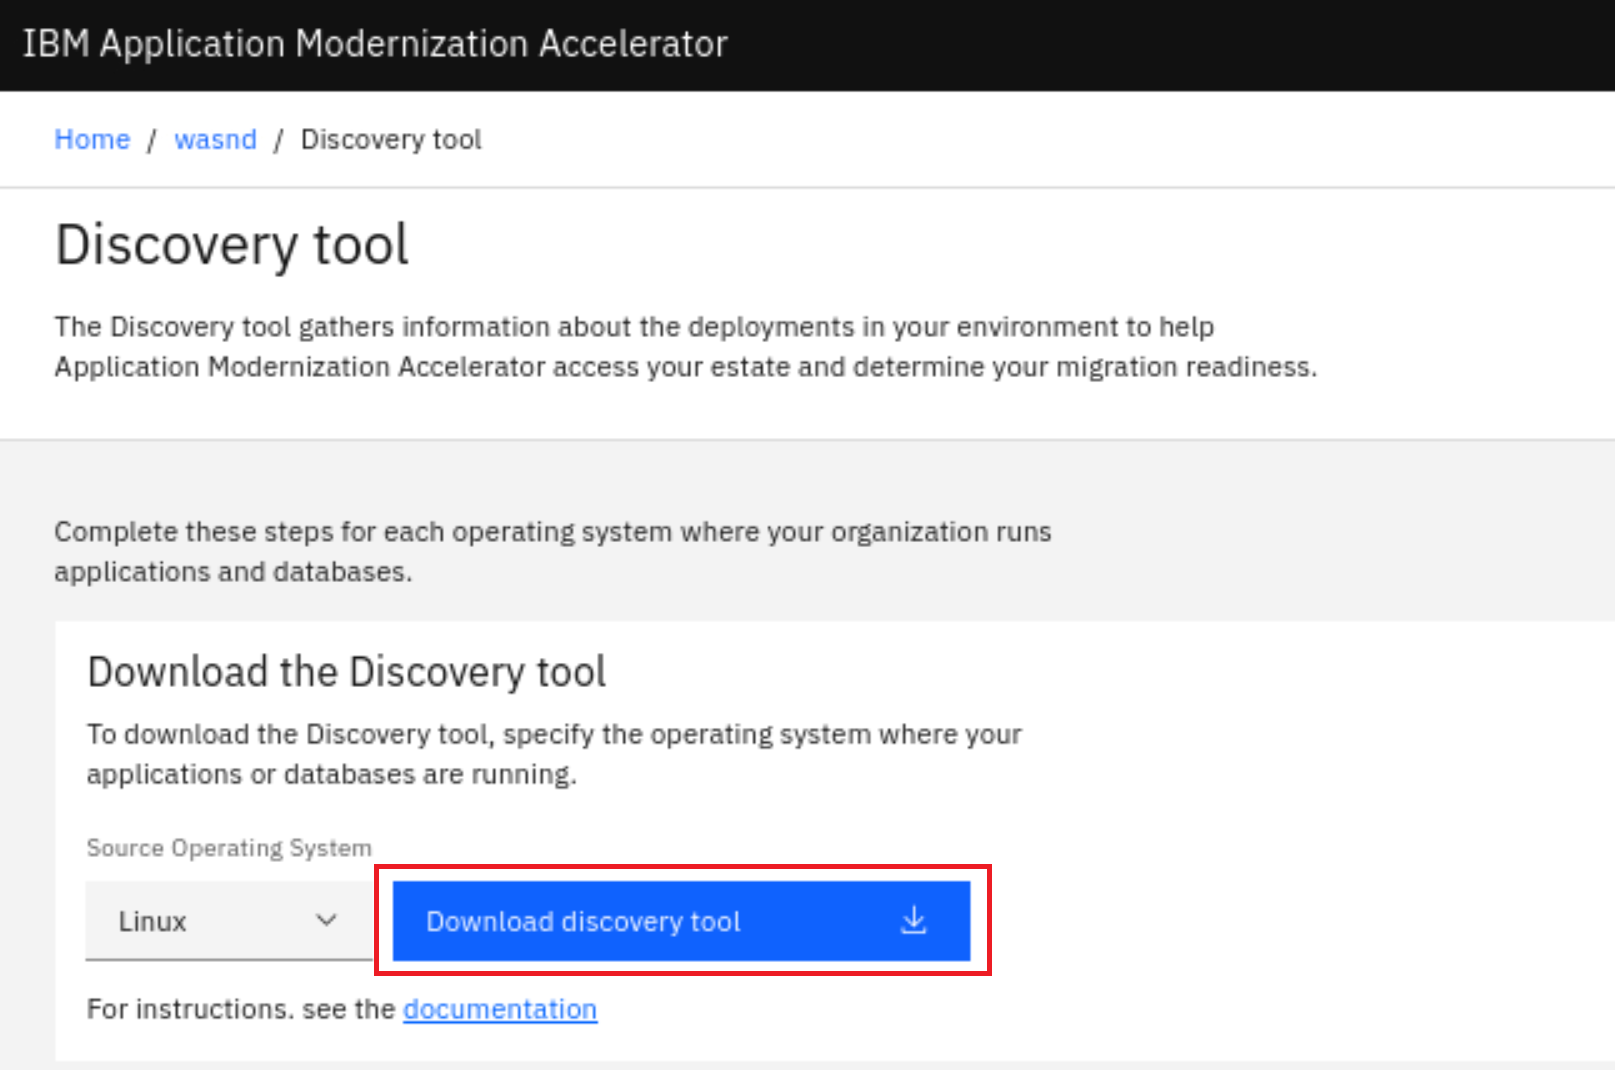 IBM Application Modernization Accelerator
Home / wasnd / Discovery tool
Discovery tool
The Discovery tool gathers information about the deployments in your environment to help
Application Modernization Accelerator access your estate and determine your migration readiness.
Complete these steps for each operating system where your organization runs
applications and databases.
Download the Discovery tool
To download the Discovery tool, specify the operating system where your
applications or databases are running.
Source Operating System
Linux
Download discovery tool
For instructions. see the documentation